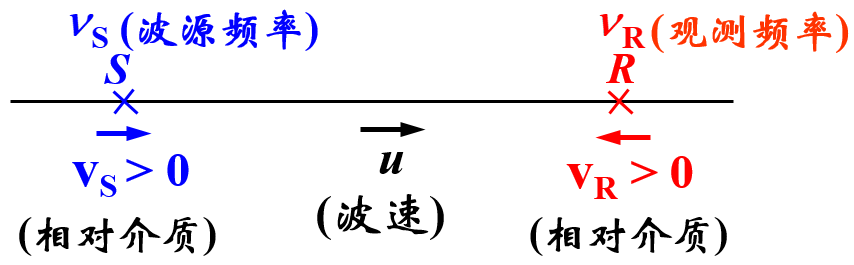 νS (波源频率) νR (观测频率)
S R
vS > 0 u vR > 0
(相对介质) (波速) (相对介质)